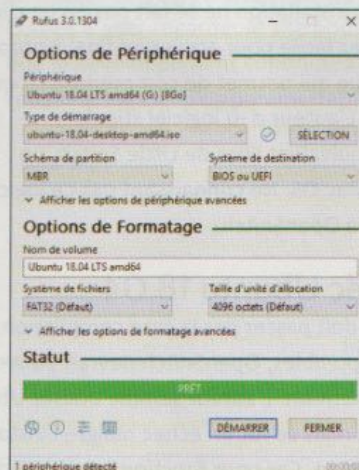 Rufus 3.0.1304
Options de Périphérique
Périphérique
Ubuntu 18.04 LTS amd64 (G:) [8Go]
Type de démarrage
ubuntu-18.04-desktop-amd64.iso
SÉLECTION
Schéma de partition Système de destination
MBR BIOS ou UEFI
Afficher les options de périphérique avancées
Options de Formatage
Nom de volume
Ubuntu 18.04 LTS amd64
Système de fichiers Taille d'unité d'allocation
FAT32 (Défaut) 4096 octets (Défaut)
Afficher les options de formatage avancées
Statut
PRÊT
DÉMARRER FERMER
1 périphérique détecté